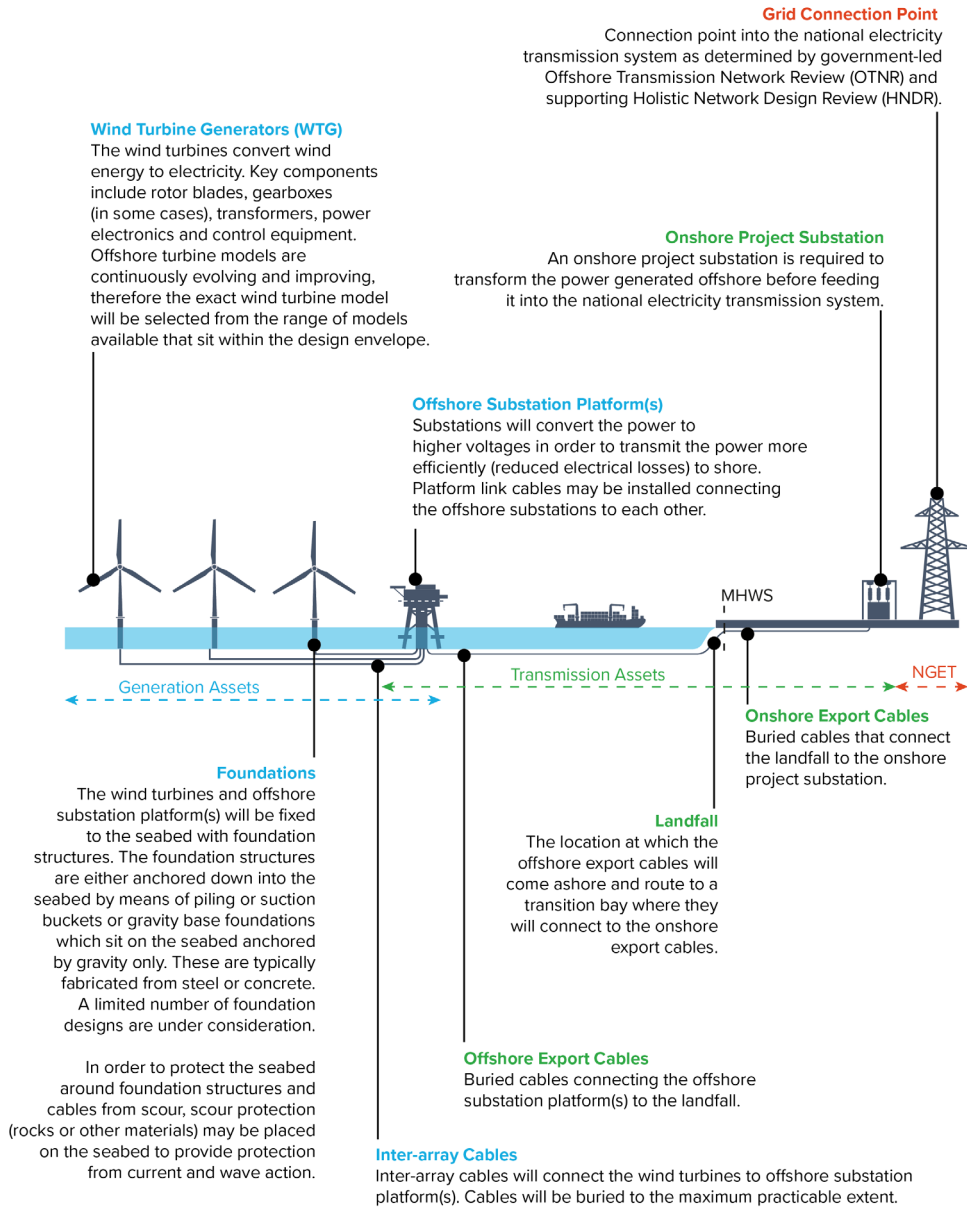 Grid Connection Point
Connection point into the national electricity
transmission system as determined by government-led
Offshore Transmission Network Review (OTNR) and
supporting Holistic Network Design Review (HNDR).
Wind Turbine Generators (WTG)
The wind turbines convert wind
energy to electricity. Key components
include rotor blades, gearboxes
(in some cases), transformers, power
electronics and control equipment.
Offshore turbine models are
continuously evolving and improving,
therefore the exact wind turbine model
will be selected from the range of models
available that sit within the design envelope.
Onshore Project Substation
An onshore project substation is required to
transform the power generated offshore before feeding
it into the national electricity transmission system.
Offshore Substation Platform(s)
Substations will convert the power to
higher voltages in order to transmit the power more
efficiently (reduced electrical losses) to shore.
Platform link cables may be installed connecting
the offshore substations to each other.
MHWS
Generation Assets
Transmission Assets
NGET
Onshore Export Cables
Buried cables that connect
the landfall to the onshore
project substation.
Foundations
The wind turbines and offshore
substation platform(s) will be fixed
to the seabed with foundation
structures. The foundation structures
are either anchored down into the
seabed by means of piling or suction
buckets or gravity base foundations
which sit on the seabed anchored
by gravity only. These are typically
fabricated from steel or concrete.
A limited number of foundation
designs are under consideration.
In order to protect the seabed
around foundation structures and
cables from scour, scour protection
(rocks or other materials) may be placed
on the seabed to provide protection
from current and wave action.
Landfall
The location at which the
offshore export cables will
come ashore and route to a
transition bay where they
will connect to the onshore
export cables.
Offshore Export Cables
Buried cables connecting the offshore
substation platform(s) to the landfall.
Inter-array Cables
Inter-array cables will connect the wind turbines to offshore substation
platform(s). Cables will be buried to the maximum practicable extent.